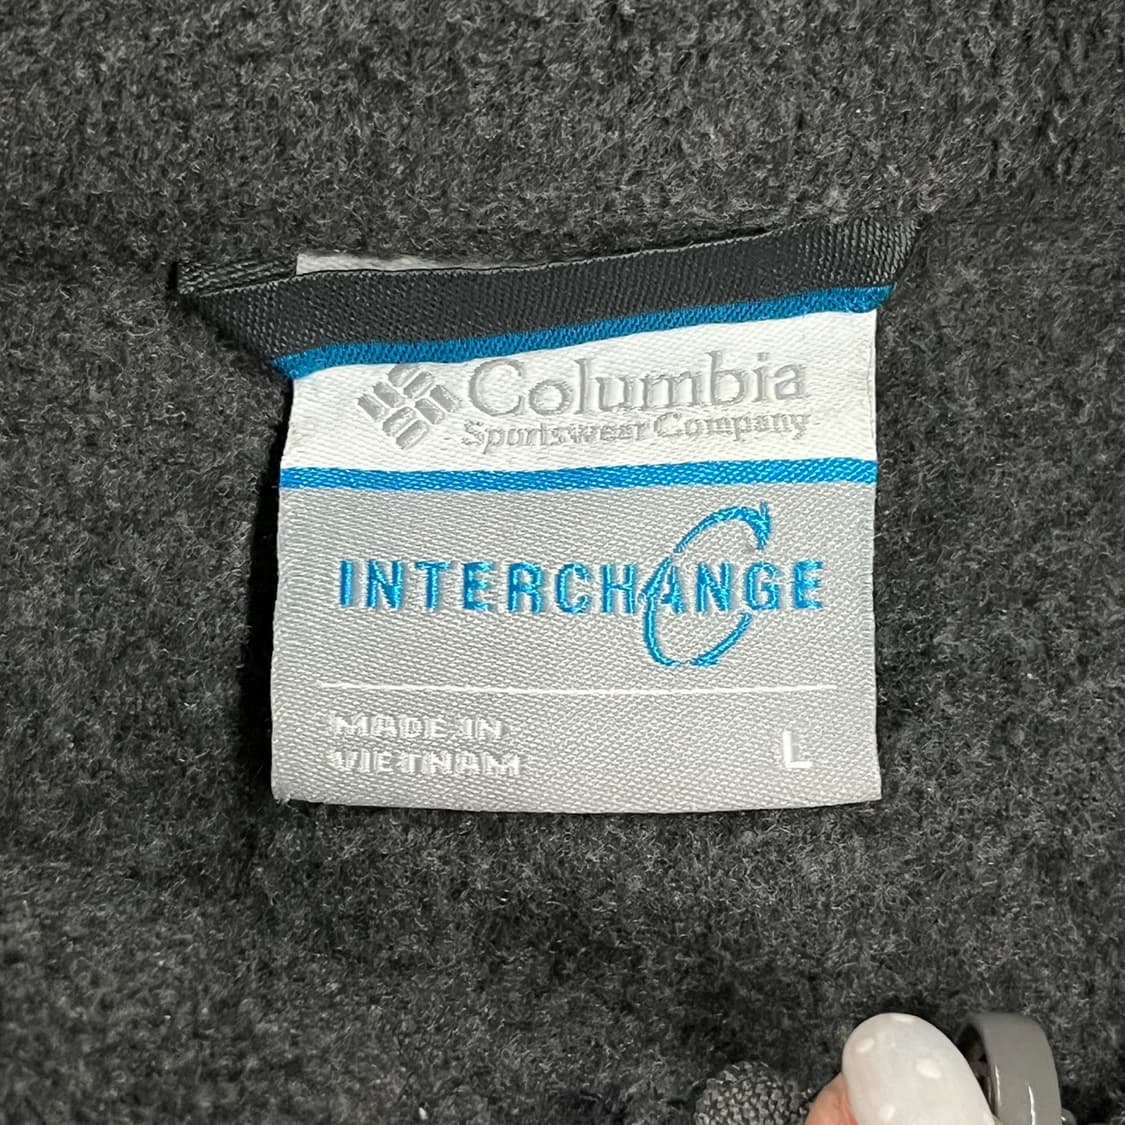 Columbia
Sportswear Company
INTERCHANGE
MADE IN
VIETNAM
L